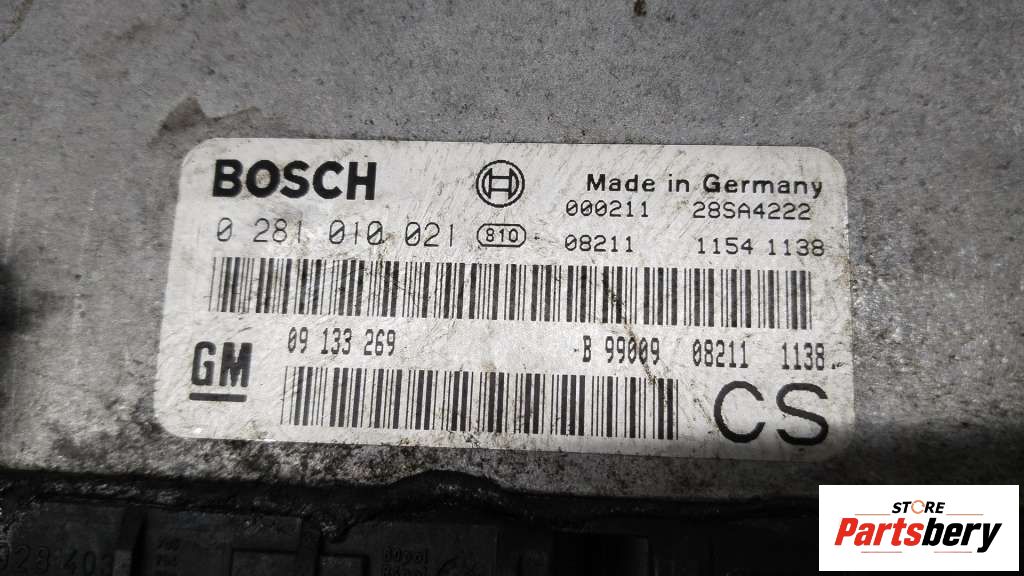 BOSCH Made in Germany
000211 28SA4222
0 281 010 021 810 08211 1154 1138
09 133 269 -B 99009 08211 1138
GM
CS
STORE
Partsbery